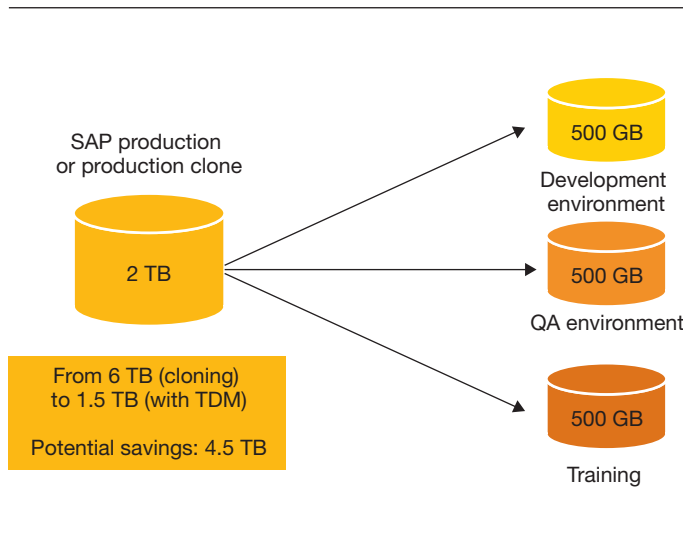 SAP production
or production clone
2 TB
From 6 TB (cloning)
to 1.5 TB (with TDM)
Potential savings: 4.5 TB
500 GB
Development
environment
500 GB
QA environment
500 GB
Training